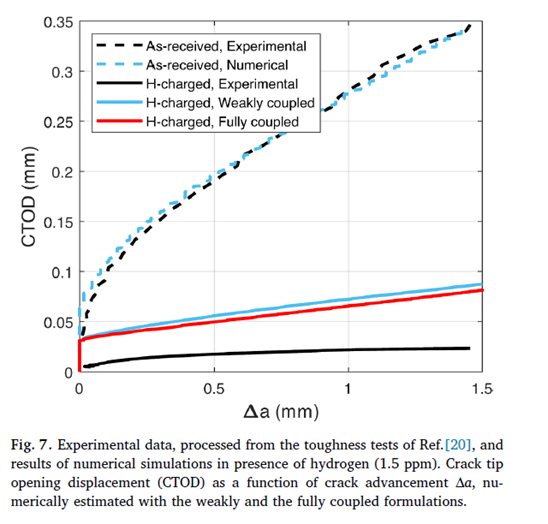 0.35
0.3
0.25
0.2
0.15
0.1
0.05
0
CTOD (mm)
As-received, Experimental
As-received, Numerical
H-charged, Experimental
H-charged, Weakly coupled
H-charged, Fully coupled
0 0.5 1 1.5
Δa (mm)
Fig. 7. Experimental data, processed from the toughness tests of Ref.[20], and
results of numerical simulations in presence of hydrogen (1.5 ppm). Crack tip
opening displacement (CTOD) as a function of crack advancement Δa, nu-
merically estimated with the weakly and the fully coupled formulations.